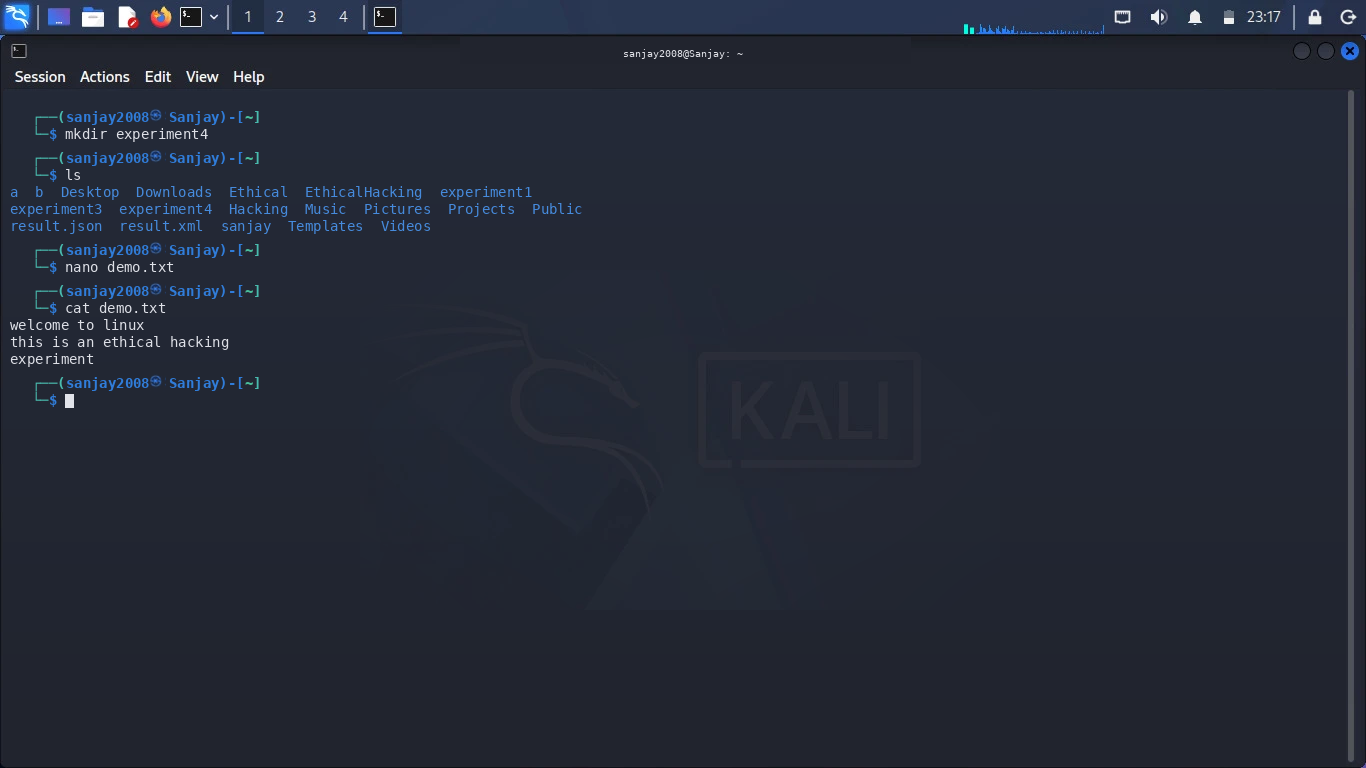 1 2 3 4 23:17
sanjay2008@Sanjay: ~
Session Actions Edit View Help
┌──(sanjay2008㉿ Sanjay)-[~]
└─$ mkdir experiment4
┌──(sanjay2008㉿ Sanjay)-[~]
└─$ ls
a b Desktop Downloads Ethical EthicalHacking experiment1
experiment3 experiment4 Hacking Music Pictures Projects Public
result.json result.xml sanjay Templates Videos
┌──(sanjay2008㉿ Sanjay)-[~]
└─$ nano demo.txt
┌──(sanjay2008㉿ Sanjay)-[~]
└─$ cat demo.txt
welcome to linux
this is an ethical hacking
experiment
┌──(sanjay2008㉿ Sanjay)-[~]
└─$
KALI